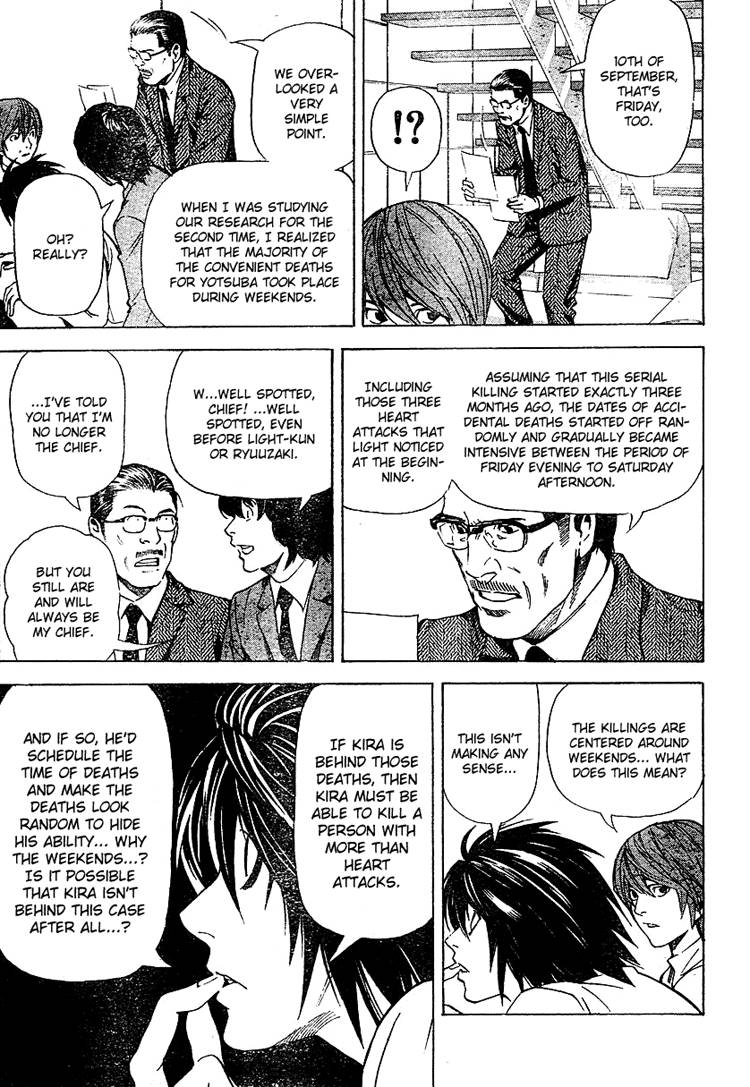 10TH OF
SEPTEMBER,
THAT'S
FRIDAY,
TOO.
!?
WE OVER-
LOOKED A
VERY
SIMPLE
POINT.
WHEN I WAS STUDYING
OUR RESEARCH FOR THE
SECOND TIME, I REALIZED
THAT THE MAJORITY OF
THE CONVENIENT DEATHS
FOR YOTSUBA TOOK PLACE
DURING WEEKENDS.
OH?
REALLY?
ASSUMING THAT THIS SERIAL
KILLING STARTED EXACTLY THREE
MONTHS AGO, THE DATES OF ACCI-
DENTAL DEATHS STARTED OFF RAN-
DOMLY AND GRADUALLY BECAME
INTENSIVE BETWEEN THE PERIOD OF
FRIDAY EVENING TO SATURDAY
AFTERNOON.
INCLUDING
THOSE THREE
HEART
ATTACKS THAT
LIGHT NOTICED
AT THE BEGIN-
NING.
W...WELL SPOTTED,
CHIEF! ...WELL
SPOTTED, EVEN
BEFORE LIGHT-KUN
OR RYUUZAKI.
...I'VE TOLD
YOU THAT I'M
NO LONGER
THE CHIEF.
BUT YOU
STILL ARE
AND WILL
ALWAYS BE
MY CHIEF.
THE KILLINGS ARE
CENTERED AROUND
WEEKENDS... WHAT
DOES THIS MEAN?
THIS ISN'T
MAKING ANY
SENSE...
IF KIRA IS
BEHIND THOSE
DEATHS, THEN
KIRA MUST BE
ABLE TO KILL A
PERSON WITH
MORE THAN
HEART
ATTACKS.
AND IF SO, HE'D
SCHEDULE THE
TIME OF DEATHS
AND MAKE THE
DEATHS LOOK
RANDOM TO HIDE
HIS ABILITY... WHY
THE WEEKENDS...?
IS IT POSSIBLE
THAT KIRA ISN'T
BEHIND THIS CASE
AFTER ALL...?